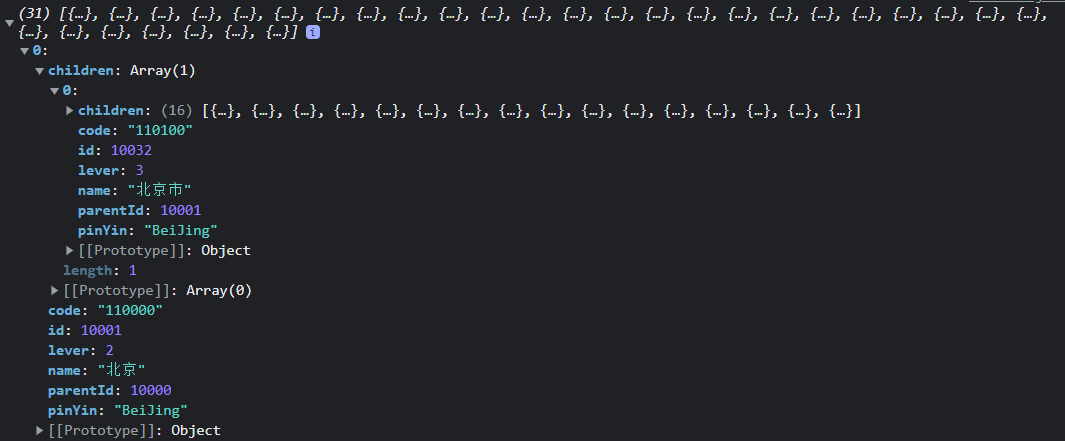 (31) [{…}, {…}, {…}, {…}, {…}, {…}, {…}, {…}, {…}, {…}, {…}, {…}, {…}, {…}, {…}, {…}, {…}, {…}, {…}, {…}, {…}, {…}, {…}, {…},
{…}, {…}, {…}, {…}, {…}, {…}, {…}] i
0:
children: Array(1)
0:
children: (16) [{…}, {…}, {…}, {…}, {…}, {…}, {…}, {…}, {…}, {…}, {…}, {…}, {…}, {…}, {…}, {…}]
code: "110100"
id: 10032
lever: 3
name: "北京市"
parentId: 10001
pinYin: "BeiJing"
[[Prototype]]: Object
length: 1
[[Prototype]]: Array(0)
code: "110000"
id: 10001
lever: 2
name: "北京"
parentId: 10000
pinYin: "BeiJing"
[[Prototype]]: Object